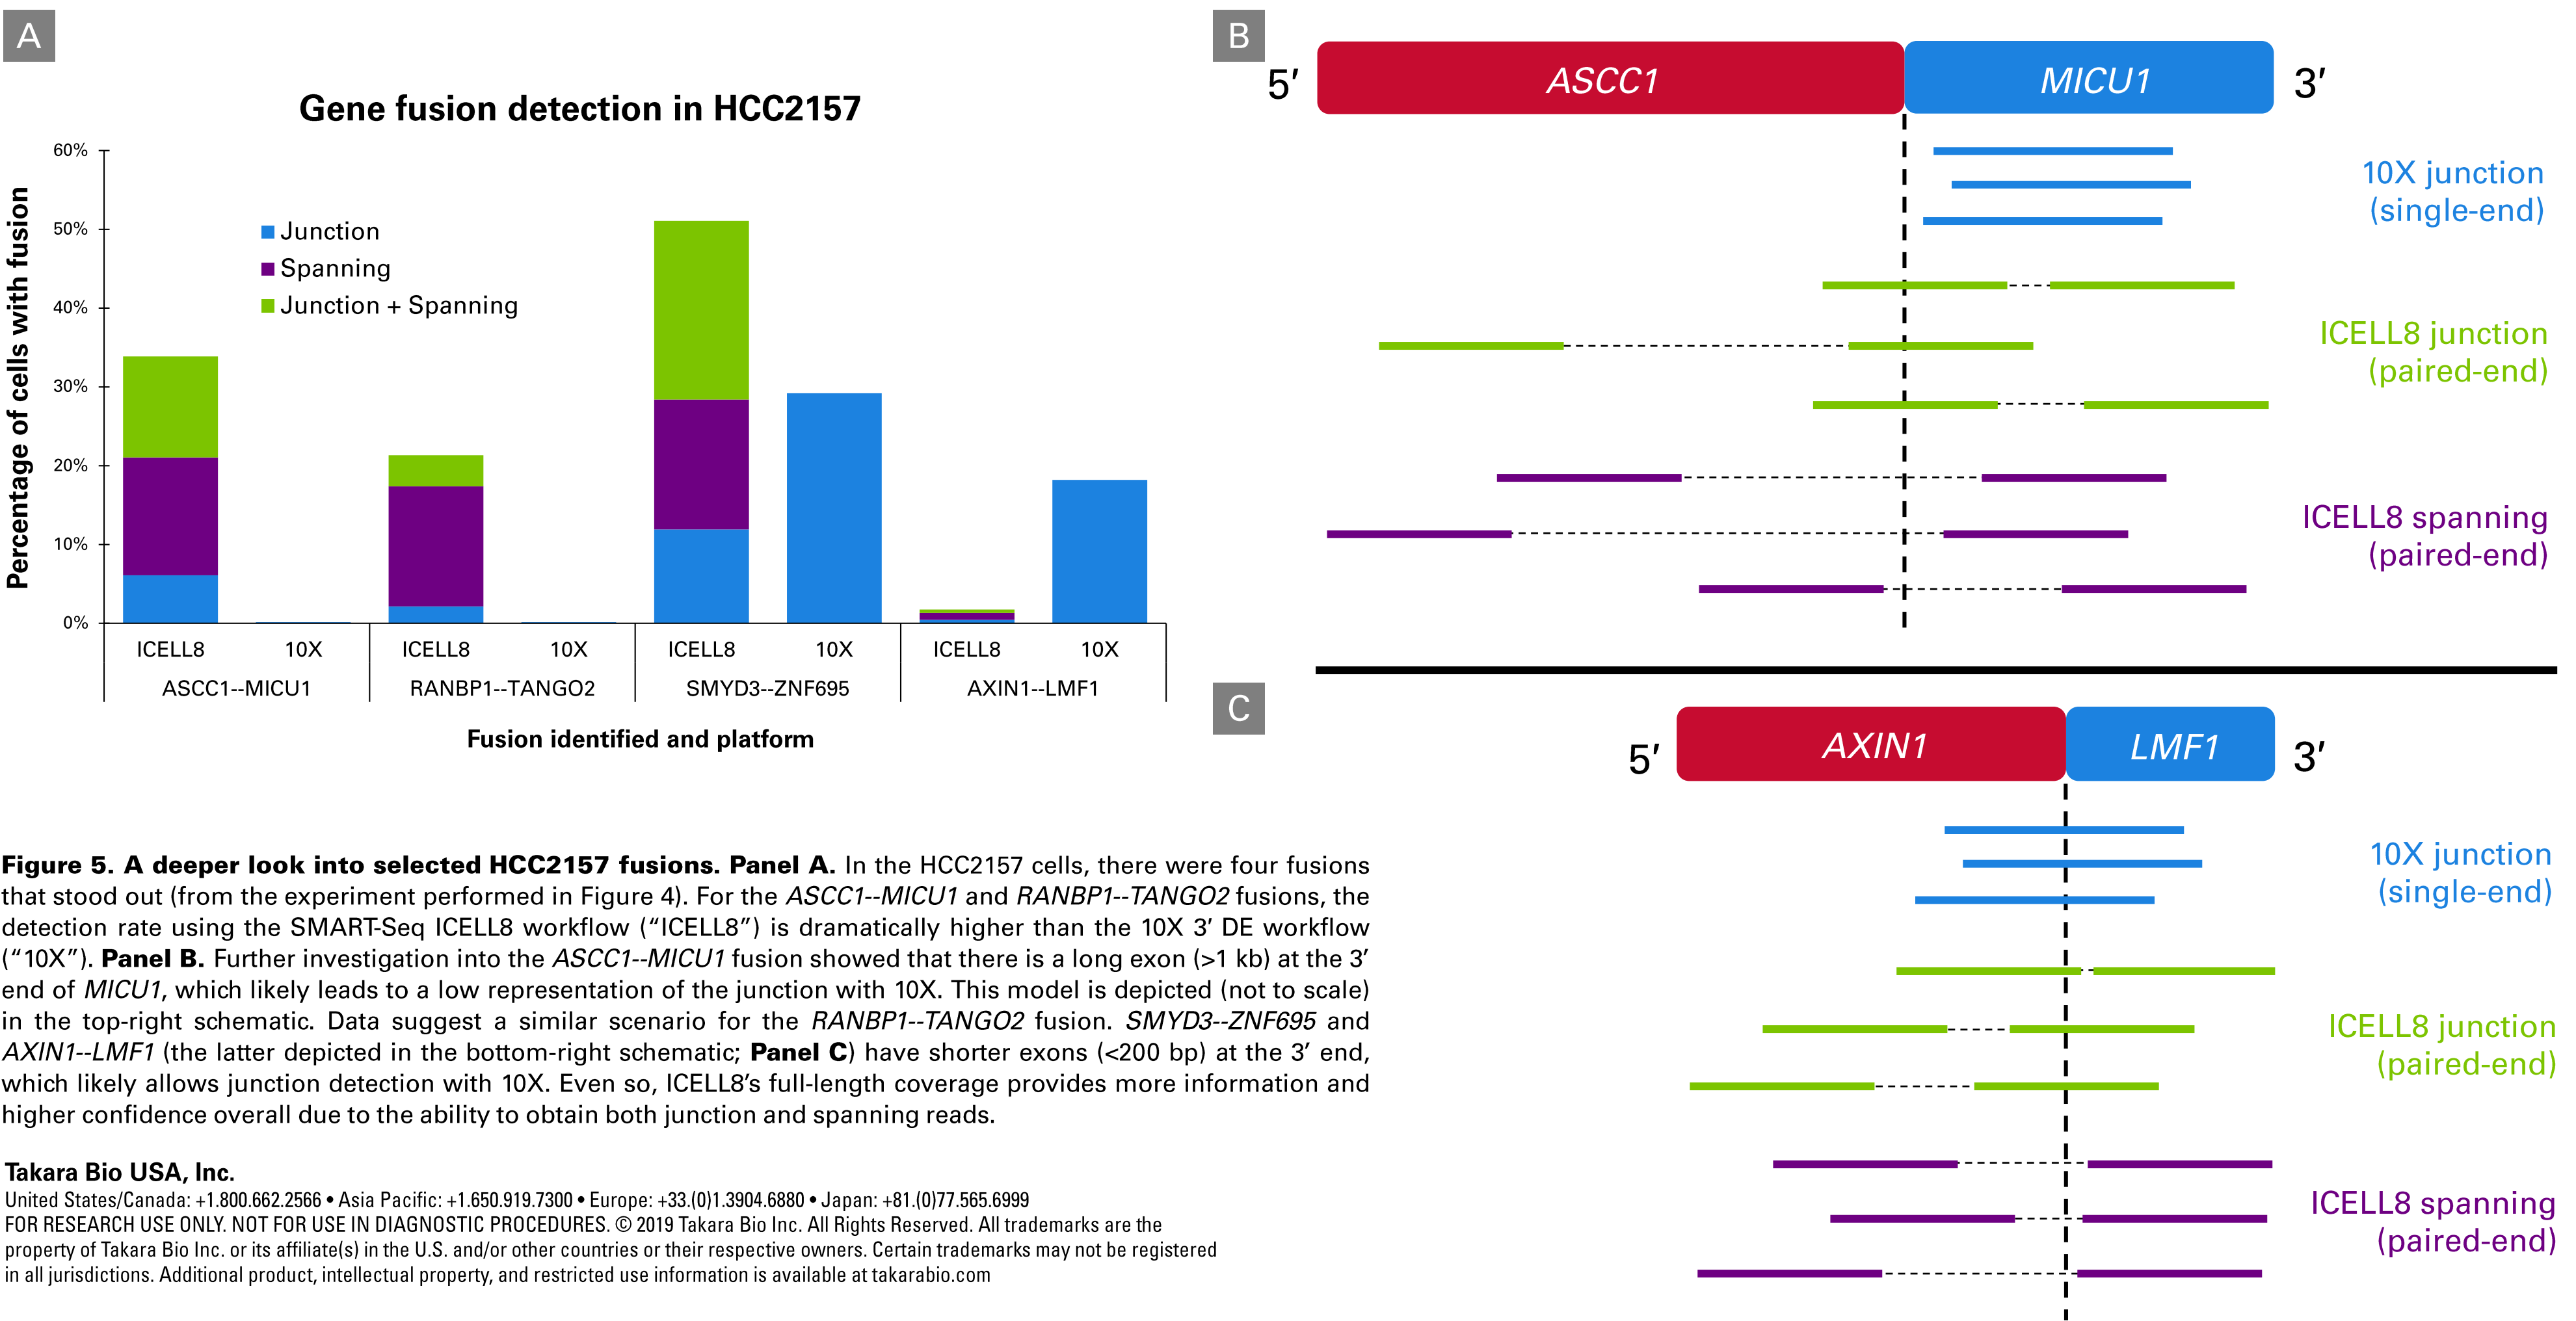 A
Gene fusion detection in HCC2157
Percentage of cells with fusion
60%
50%
40%
30%
20%
10%
0%
Junction
Spanning
Junction + Spanning
ICELL8 10X ICELL8 10X ICELL8 10X ICELL8 10X
ASCC1--MICU1 RANBP1--TANGO2 SMYD3--ZNF695 AXIN1--LMF1
Fusion identified and platform
B
5′ ASCC1 MICU1 3′
10X junction
(single-end)
ICELL8 junction
(paired-end)
ICELL8 spanning
(paired-end)
C
5′ AXIN1 LMF1 3′
10X junction
(single-end)
ICELL8 junction
(paired-end)
ICELL8 spanning
(paired-end)
Figure 5. A deeper look into selected HCC2157 fusions. Panel A. In the HCC2157 cells, there were four fusions
that stood out (from the experiment performed in Figure 4). For the ASCC1--MICU1 and RANBP1--TANGO2 fusions, the
detection rate using the SMART-Seq ICELL8 workflow (“ICELL8”) is dramatically higher than the 10X 3′ DE workflow
(“10X”). Panel B. Further investigation into the ASCC1--MICU1 fusion showed that there is a long exon (>1 kb) at the 3′
end of MICU1, which likely leads to a low representation of the junction with 10X. This model is depicted (not to scale)
in the top-right schematic. Data suggest a similar scenario for the RANBP1--TANGO2 fusion. SMYD3--ZNF695 and
AXIN1--LMF1 (the latter depicted in the bottom-right schematic; Panel C) have shorter exons (<200 bp) at the 3′ end,
which likely allows junction detection with 10X. Even so, ICELL8’s full-length coverage provides more information and
higher confidence overall due to the ability to obtain both junction and spanning reads.
Takara Bio USA, Inc.
United States/Canada: +1.800.662.2566 • Asia Pacific: +1.650.919.7300 • Europe: +33.(0)1.3904.6880 • Japan: +81.(0)77.565.6999
FOR RESEARCH USE ONLY. NOT FOR USE IN DIAGNOSTIC PROCEDURES. © 2019 Takara Bio Inc. All Rights Reserved. All trademarks are the
property of Takara Bio Inc. or its affiliate(s) in the U.S. and/or other countries or their respective owners. Certain trademarks may not be registered
in all jurisdictions. Additional product, intellectual property, and restricted use information is available at takarabio.com